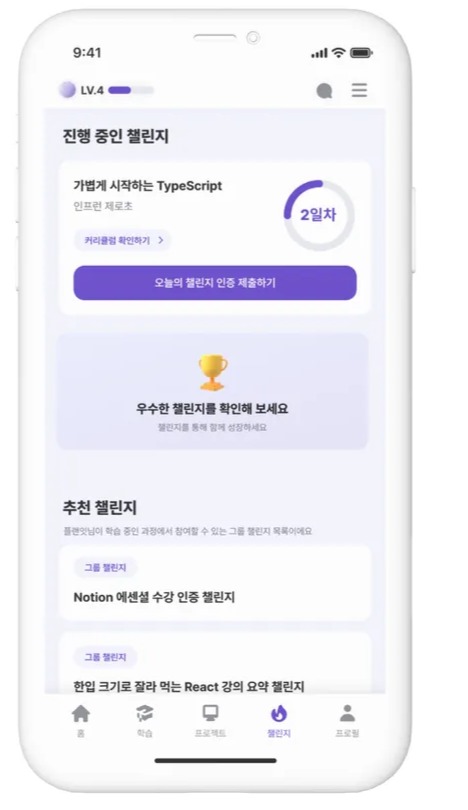 9:41
LV.4
진행 중인 챌린지
가볍게 시작하는 TypeScript
인프런 제로초
커리큘럼 확인하기 >
2일차
오늘의 챌린지 인증 제출하기
우수한 챌린지를 확인해 보세요
챌린지를 통해 함께 성장하세요
추천 챌린지
플랜잇님이 학습 중인 과정에서 참여할 수 있는 그룹 챌린지 목록이에요
그룹 챌린지
Notion 에센셜 수강 인증 챌린지
그룹 챌린지
한입 크기로 잘라 먹는 React 강의 요약 챌린지
홈
학습
프로젝트
챌린지
프로필